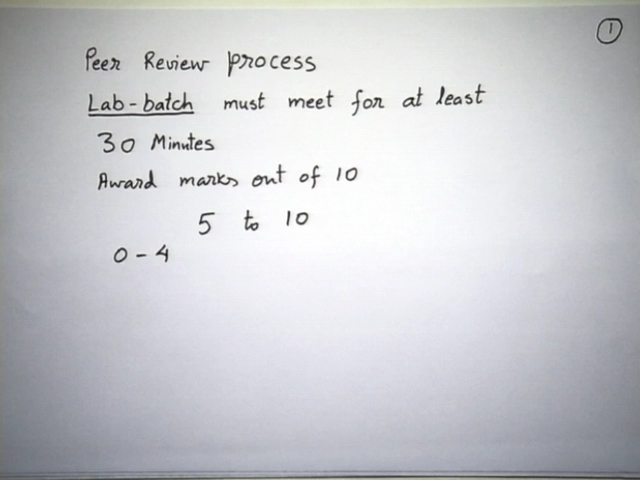 1
Peer Review process
Lab-batch must meet for at least
30 Minutes
Award marks out of 10
5 to 10
0-4